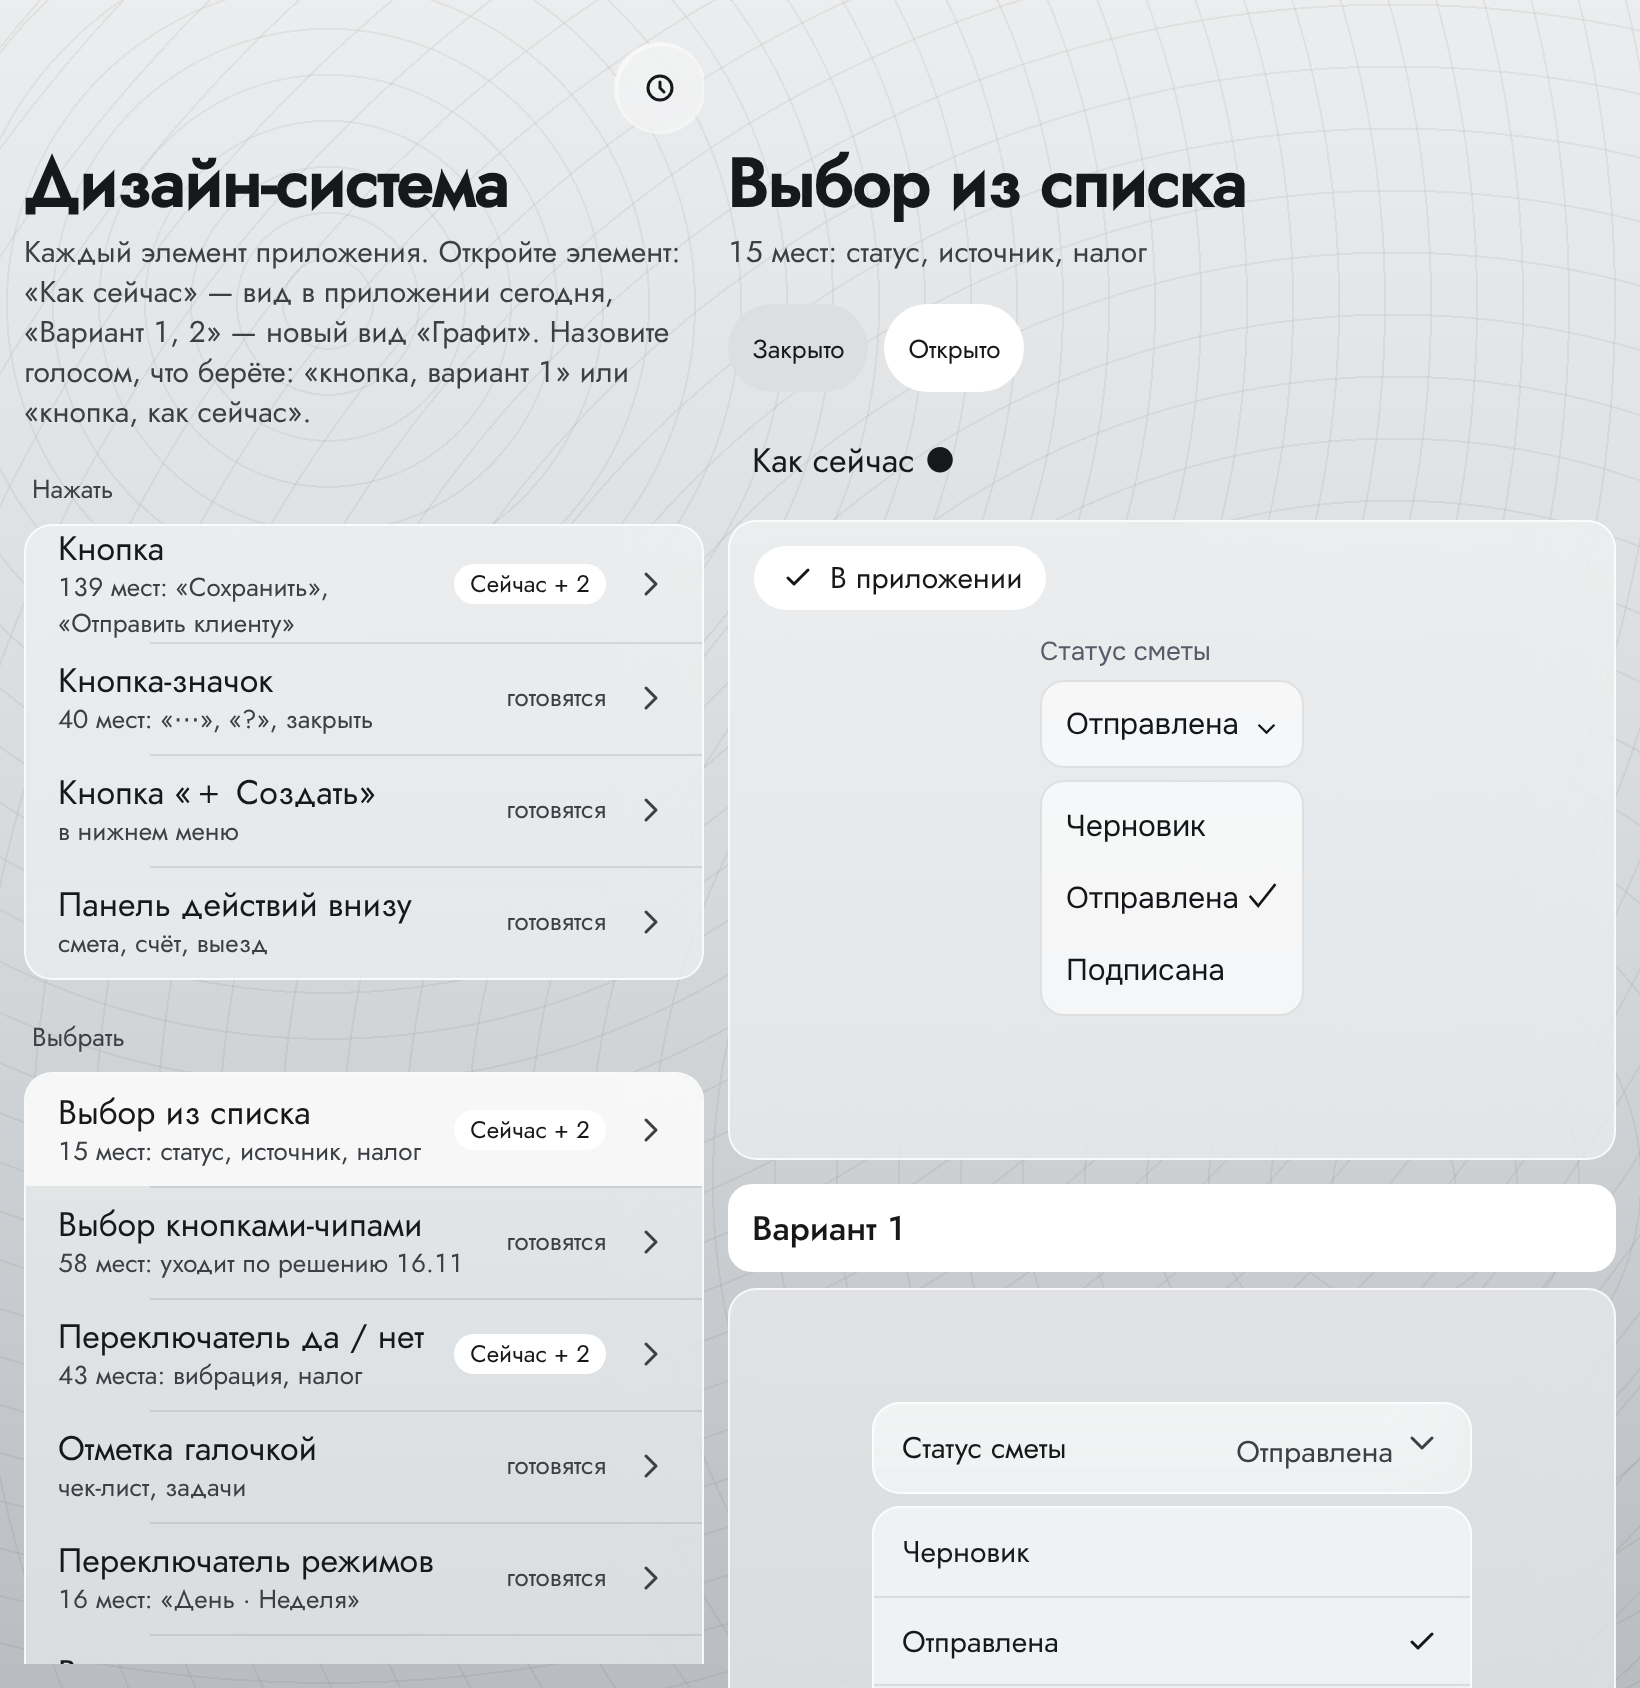 Дизайн-система
Каждый элемент приложения. Откройте элемент:
«Как сейчас» — вид в приложении сегодня,
«Вариант 1, 2» — новый вид «Графит». Назовите
голосом, что берёте: «кнопка, вариант 1» или
«кнопка, как сейчас».
Нажать
Кнопка
139 мест: «Сохранить»,
«Отправить клиенту»
Сейчас + 2
Кнопка-значок
40 мест: «···», «?», закрыть
готовятся
Кнопка «+ Создать»
в нижнем меню
готовятся
Панель действий внизу
смета, счёт, выезд
готовятся
Выбрать
Выбор из списка
15 мест: статус, источник, налог
Сейчас + 2
Выбор кнопками-чипами
58 мест: уходит по решению 16.11
готовятся
Переключатель да / нет
43 места: вибрация, налог
Сейчас + 2
Отметка галочкой
чек-лист, задачи
готовятся
Переключатель режимов
16 мест: «День · Неделя»
готовятся
Выбор из списка
15 мест: статус, источник, налог
Закрыто
Открыто
Как сейчас
В приложении
Статус сметы
Отправлена
Черновик
Отправлена
Подписана
Вариант 1
Статус сметы
Отправлена
Черновик
Отправлена